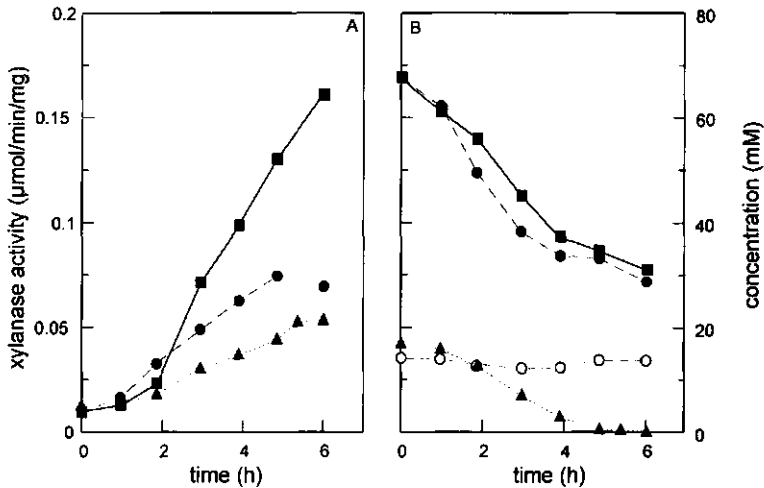 0.2
0.15
0.1
0.05
0
xylanase activity (μmol/min/mg)
A
0 2 4 6
time (h)
B
0 2 4 6
time (h)
80
60
40
20
0
concentration (mM)